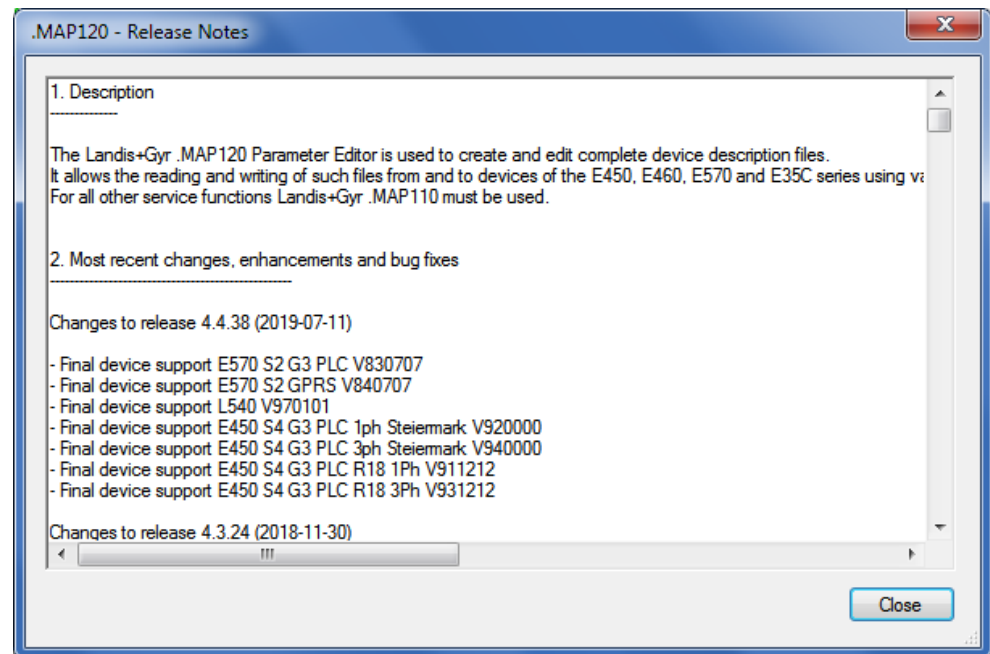 .MAP120 - Release Notes
1. Description
--------------
The Landis+Gyr .MAP120 Parameter Editor is used to create and edit complete device description files.
It allows the reading and writing of such files from and to devices of the E450, E460, E570 and E35C series using
For all other service functions Landis+Gyr .MAP110 must be used.
2. Most recent changes, enhancements and bug fixes
--------------------------------------------------
Changes to release 4.4.38 (2019-07-11)
- Final device support E570 S2 G3 PLC V830707
- Final device support E570 S2 GPRS V840707
- Final device support L540 V970101
- Final device support E450 S4 G3 PLC 1ph Steiermark V920000
- Final device support E450 S4 G3 PLC 3ph Steiermark V940000
- Final device support E450 S4 G3 PLC R18 1Ph V911212
- Final device support E450 S4 G3 PLC R18 3Ph V931212
Changes to release 4.3.24 (2018-11-30)
Close